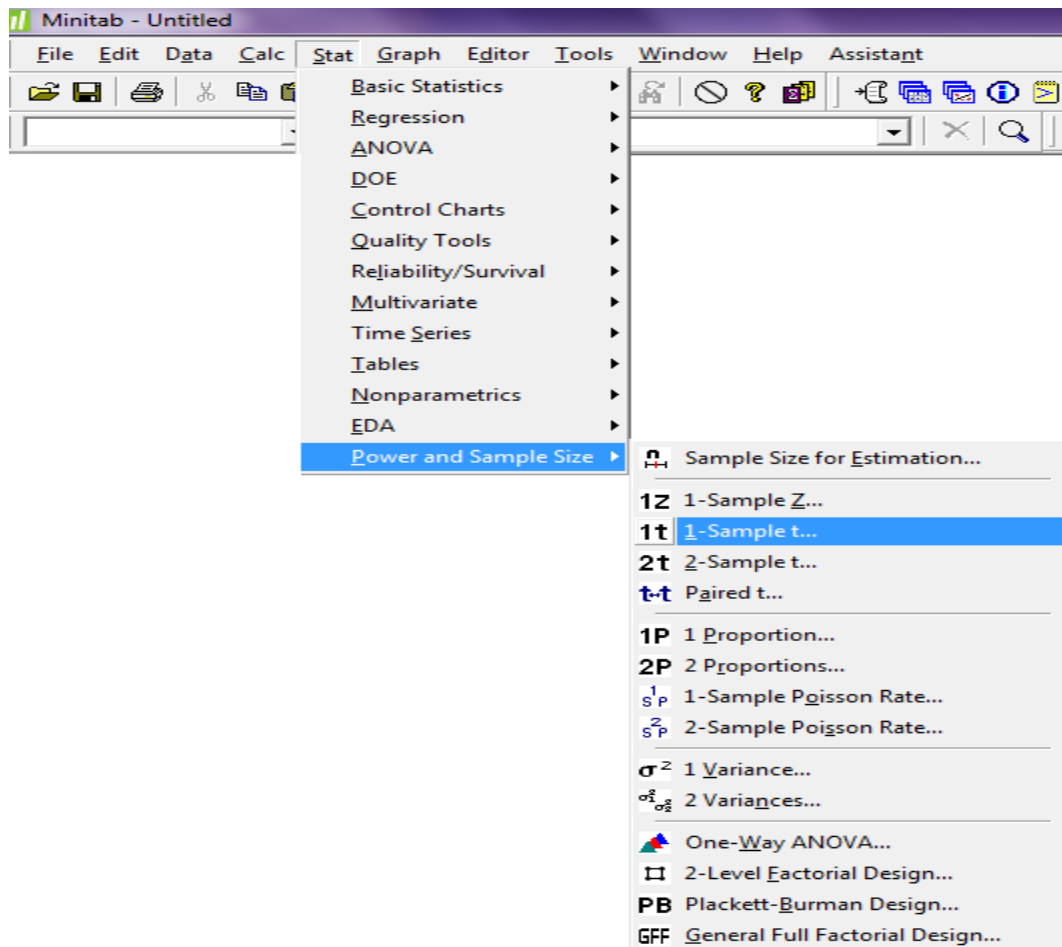 Minitab - Untitled
File Edit Data Calc Stat Graph Editor Tools Window Help Assistant
Basic Statistics
Regression
ANOVA
DOE
Control Charts
Quality Tools
Reliability/Survival
Multivariate
Time Series
Tables
Nonparametrics
EDA
Power and Sample Size
Sample Size for Estimation...
1Z 1-Sample Z...
1t 1-Sample t...
2t 2-Sample t...
t-t Paired t...
1P 1 Proportion...
2P 2 Proportions...
S1P 1-Sample Poisson Rate...
S2P 2-Sample Poisson Rate...
σ² 1 Variance...
σ₁²σ₂² 2 Variances...
One-Way ANOVA...
2-Level Factorial Design...
PB Plackett-Burman Design...
GFF General Full Factorial Design...